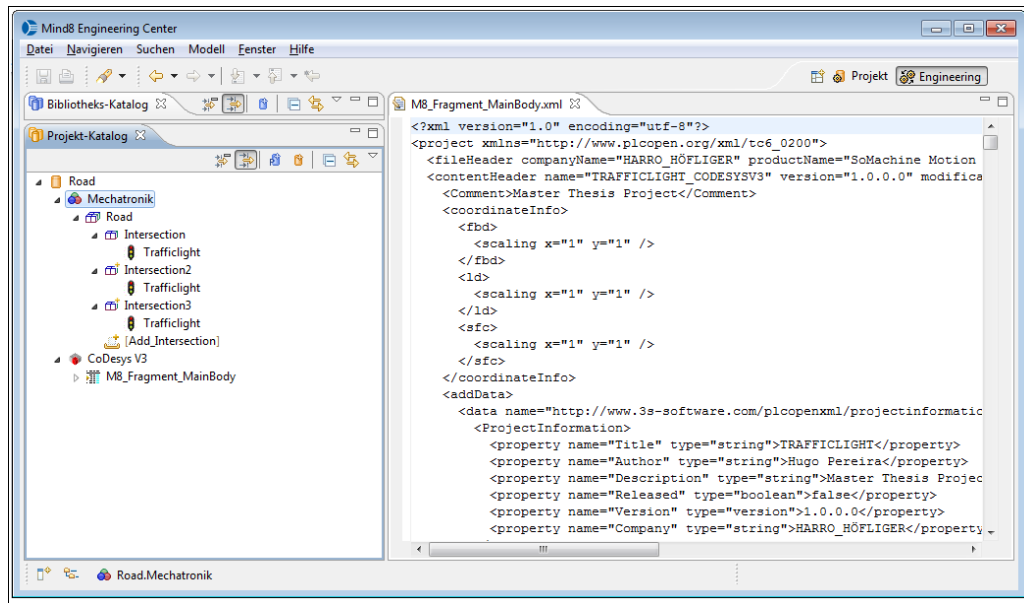 Mind8 Engineering Center
Datei Navigieren Suchen Modell Fenster Hilfe
Projekt Engineering
Bibliotheks-Katalog
Projekt-Katalog
Road
Mechatronik
Road
Intersection
Trafficlight
Intersection2
Trafficlight
Intersection3
Trafficlight
[Add_Intersection]
CoDesys V3
M8_Fragment_MainBody
M8_Fragment_MainBody.xml
<?xml version="1.0" encoding="utf-8"?>
<project xmlns="http://www.plcopen.org/xml/tc6_0200">
<fileHeader companyName="HARRO_HÖFLIGER" productName="SoMachine Motion
<contentHeader name="TRAFFICLIGHT_CODESYSV3" version="1.0.0.0" modifica
<Comment>Master Thesis Project</Comment>
<coordinateInfo>
<fbd>
<scaling x="1" y="1" />
</fbd>
<ld>
<scaling x="1" y="1" />
</ld>
<sfc>
<scaling x="1" y="1" />
</sfc>
</coordinateInfo>
<addData>
<data name="http://www.3s-software.com/plcopenxml/projectinformatic
<ProjectInformation>
<property name="Title" type="string">TRAFFICLIGHT</property>
<property name="Author" type="string">Hugo Pereira</property>
<property name="Description" type="string">Master Thesis Projec
<property name="Released" type="boolean">false</property>
<property name="Version" type="version">1.0.0.0</property>
<property name="Company" type="string">HARRO_HÖFLIGER</property
Road.Mechatronik